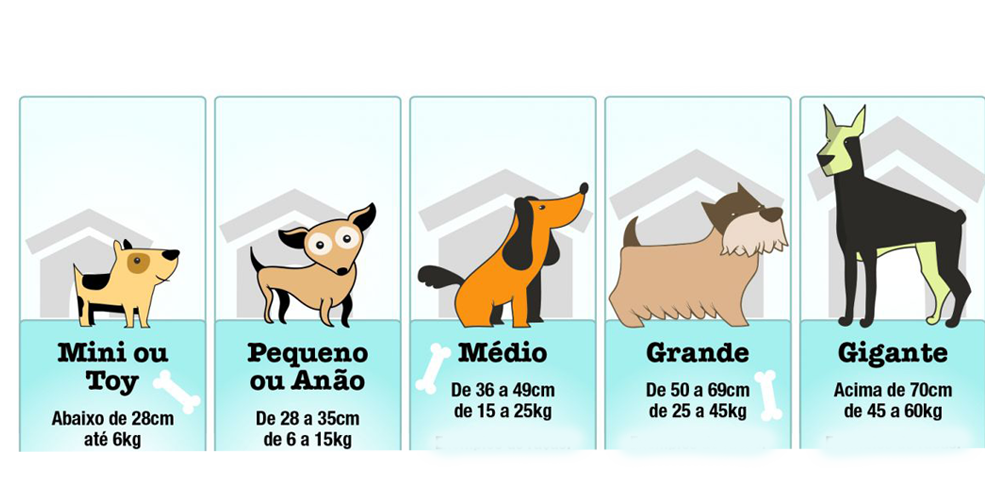 Mini ou
Toy
Abaixo de 28cm
até 6kg
Pequeno
ou Anão
De 28 a 35cm
de 6 a 15kg
Médio
De 36 a 49cm
de 15 a 25kg
Grande
De 50 a 69cm
de 25 a 45kg
Gigante
Acima de 70cm
de 45 a 60kg